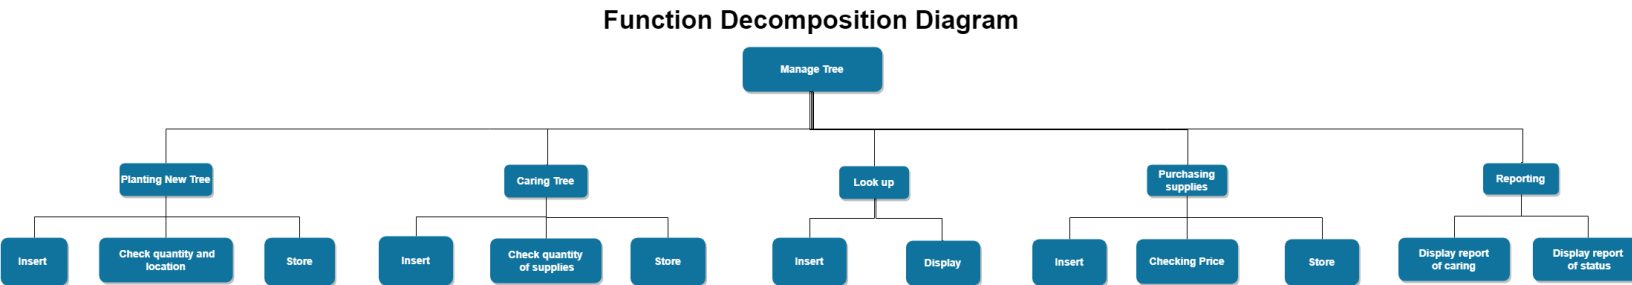 Function Decomposition Diagram
Manage Tree
Planting New Tree
Caring Tree
Look up
Purchasing
supplies
Reporting
Insert
Check quantity and
location
Store
Insert
Check quantity
of supplies
Store
Insert
Display
Insert
Checking Price
Store
Display report
of caring
Display report
of status